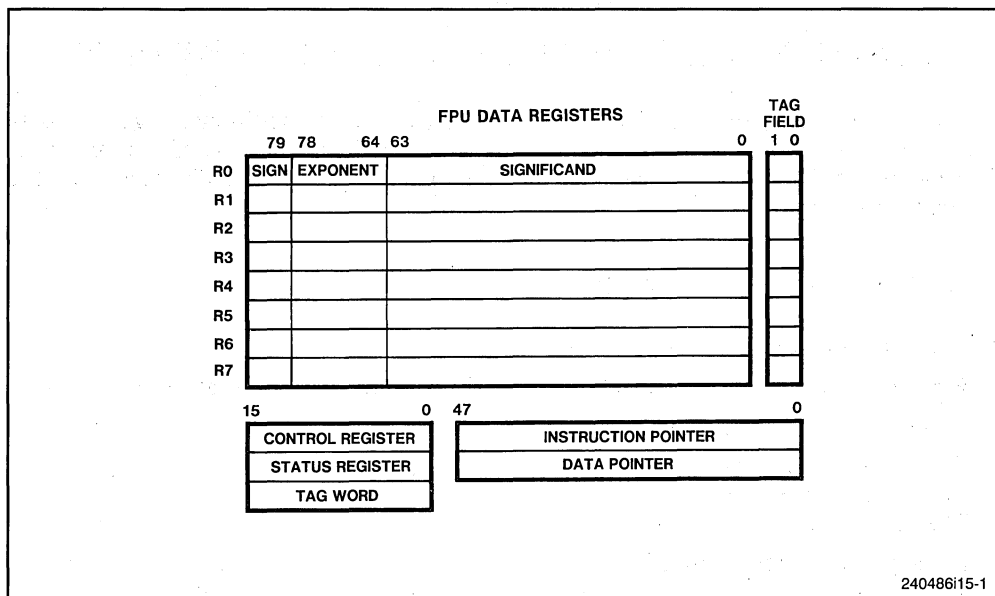 FPU DATA REGISTERS
TAG
FIELD
79 78 64 63 0 1 0
R0 SIGN EXPONENT SIGNIFICAND
R1
R2
R3
R4
R5
R6
R7
15 0 47 0
CONTROL REGISTER INSTRUCTION POINTER
STATUS REGISTER DATA POINTER
TAG WORD
240486i15-1